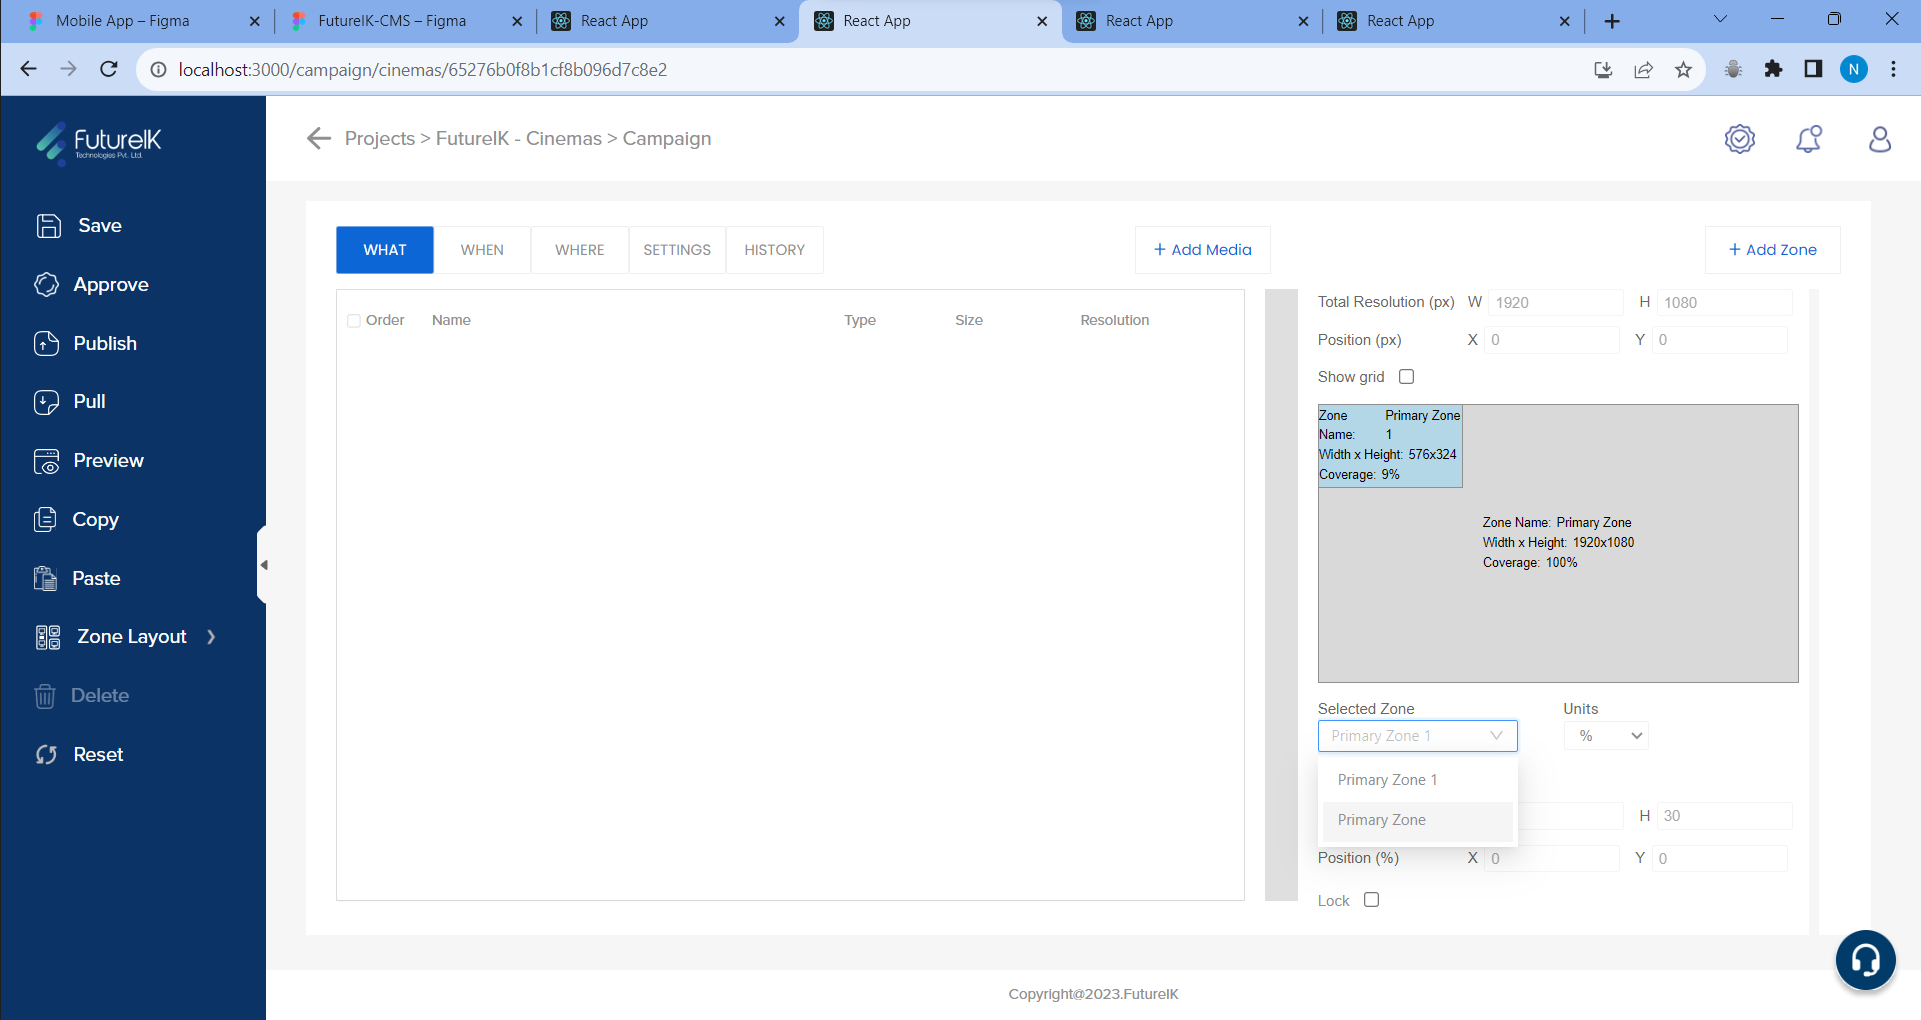 Mobile App – Figma
FutureIK-CMS – Figma
React App
React App
React App
React App
localhost:3000/campaign/cinemas/65276b0f8b1cf8b096d7c8e2
N
FutureIK
Technologies Pvt. Ltd.
Projects > FutureIK - Cinemas > Campaign
Save
Approve
Publish
Pull
Preview
Copy
Paste
Zone Layout
Delete
Reset
WHAT WHEN WHERE SETTINGS HISTORY
+ Add Media
+ Add Zone
Order Name Type Size Resolution
Total Resolution (px) W 1920 H 1080
Position (px) X 0 Y 0
Show grid
Zone Name: Primary Zone 1
Width x Height: 576x324
Coverage: 9%
Zone Name: Primary Zone
Width x Height: 1920x1080
Coverage: 100%
Selected Zone Units
Primary Zone 1 %
Primary Zone 1
Primary Zone
H 30
Position (%) X 0 Y 0
Lock
Copyright@2023.FutureIK